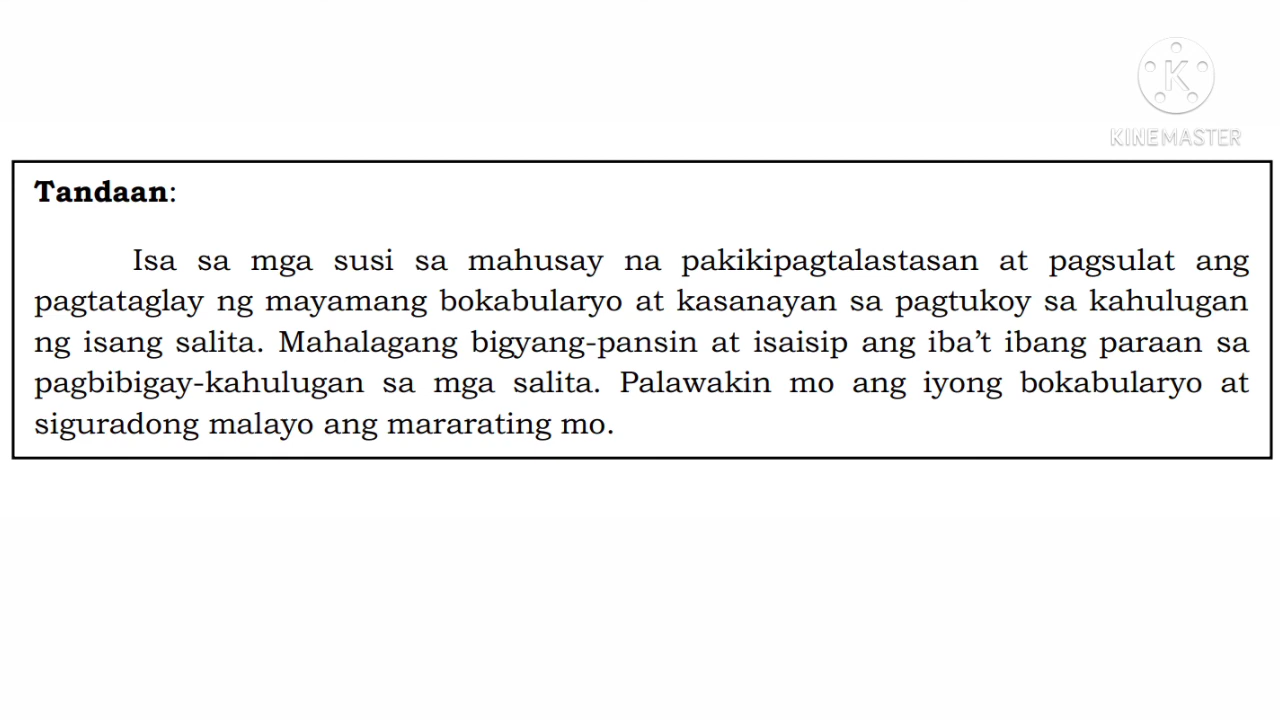 KINEMASTER
Tandaan:
Isa sa mga susi sa mahusay na pakikipagtalastasan at pagsulat ang
pagtataglay ng mayamang bokabularyo at kasanayan sa pagtukoy sa kahulugan
ng isang salita. Mahalagang bigyang-pansin at isaisip ang iba't ibang paraan sa
pagbibigay-kahulugan sa mga salita. Palawakin mo ang iyong bokabularyo at
siguradong malayo ang mararating mo.